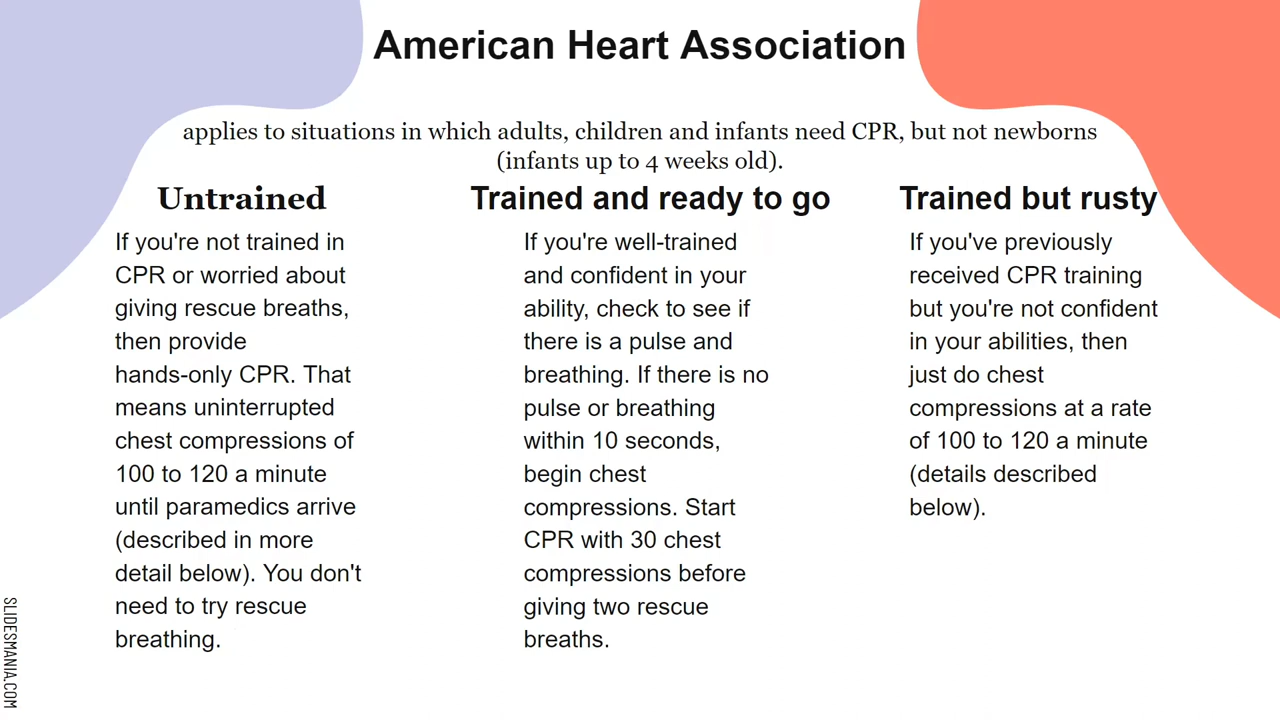 American Heart Association
applies to situations in which adults, children and infants need CPR, but not newborns
(infants up to 4 weeks old).
Untrained
If you're not trained in
CPR or worried about
giving rescue breaths,
then provide
hands-only CPR. That
means uninterrupted
chest compressions of
100 to 120 a minute
until paramedics arrive
(described in more
detail below). You don't
need to try rescue
breathing.
Trained and ready to go
If you're well-trained
and confident in your
ability, check to see if
there is a pulse and
breathing. If there is no
pulse or breathing
within 10 seconds,
begin chest
compressions. Start
CPR with 30 chest
compressions before
giving two rescue
breaths.
Trained but rusty
If you've previously
received CPR training
but you're not confident
in your abilities, then
just do chest
compressions at a rate
of 100 to 120 a minute
(details described
below).
SLIDESMANIA.COM